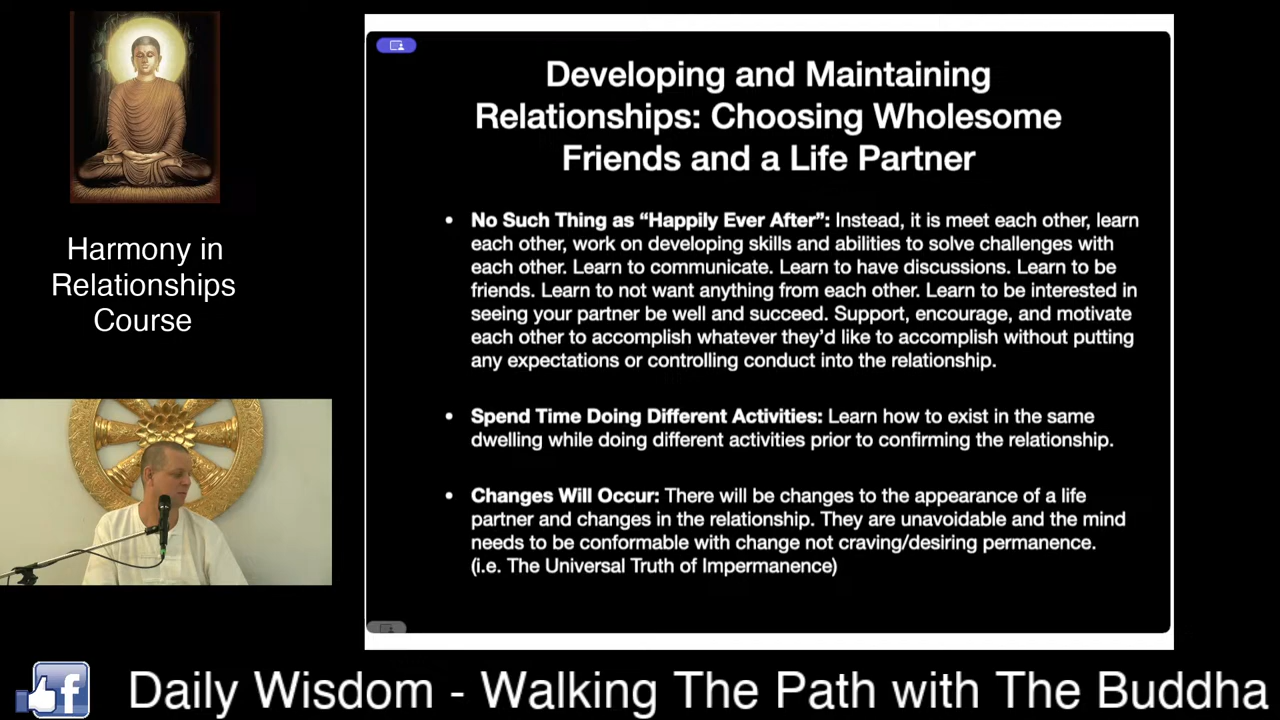 Developing and Maintaining
Relationships: Choosing Wholesome
Friends and a Life Partner
Harmony in
Relationships
Course
• No Such Thing as “Happily Ever After”: Instead, it is meet each other, learn
each other, work on developing skills and abilities to solve challenges with
each other. Learn to communicate. Learn to have discussions. Learn to be
friends. Learn to not want anything from each other. Learn to be interested in
seeing your partner be well and succeed. Support, encourage, and motivate
each other to accomplish whatever they’d like to accomplish without putting
any expectations or controlling conduct into the relationship.
• Spend Time Doing Different Activities: Learn how to exist in the same
dwelling while doing different activities prior to confirming the relationship.
• Changes Will Occur: There will be changes to the appearance of a life
partner and changes in the relationship. They are unavoidable and the mind
needs to be conformable with change not craving/desiring permanence.
(i.e. The Universal Truth of Impermanence)
f Daily Wisdom - Walking The Path with The Buddha